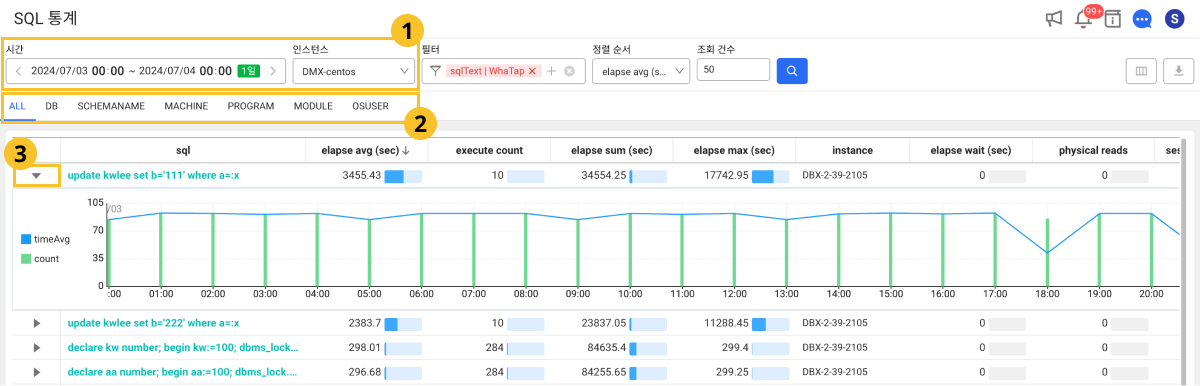 SQL 통계
99+
S
1
시간
인스턴스
필터
정렬 순서
조회 건수
2024/07/03 00:00 ~ 2024/07/04 00:00 1일
DMX-centos
sqlText | WhaTap
elapse avg (s...
50
ALL DB SCHEMANAME MACHINE PROGRAM MODULE OSUSER
2
3
sql elapse avg (sec) execute count elapse sum (sec) elapse max (sec) instance elapse wait (sec) physical reads ses
update kwlee set b='111' where a=:x 3455.43 10 34554.25 17742.95 DBX-2-39-2105 0 0
105
/03
70
35
0
timeAvg
count
:00 01:00 02:00 03:00 04:00 05:00 06:00 07:00 08:00 09:00 10:00 11:00 12:00 13:00 14:00 15:00 16:00 17:00 18:00 19:00 20:00
update kwlee set b='222' where a=:x 2383.7 10 23837.05 11288.45 DBX-2-39-2105 0 0
declare kw number; begin kw:=100; dbms_lock... 298.01 284 84635.4 299.4 DBX-2-39-2105 0 0
declare aa number; begin aa:=100; dbms_lock.... 296.68 284 84255.65 299.25 DBX-2-39-2105 0 0